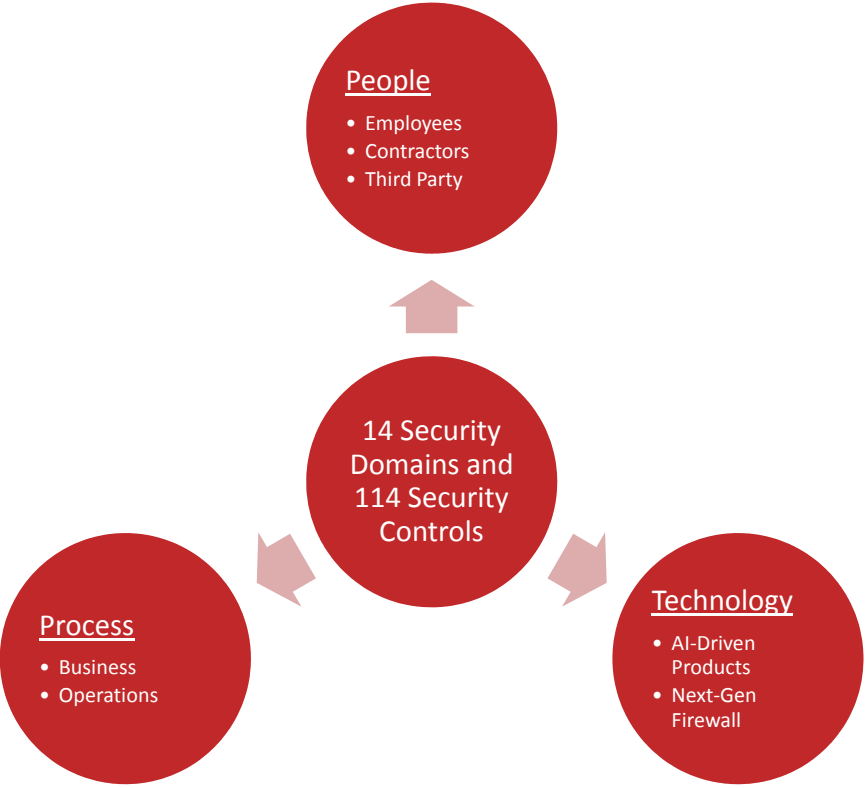 People
• Employees
• Contractors
• Third Party
14 Security
Domains and
114 Security
Controls
Process
• Business
• Operations
Technology
• AI-Driven
Products
• Next-Gen
Firewall